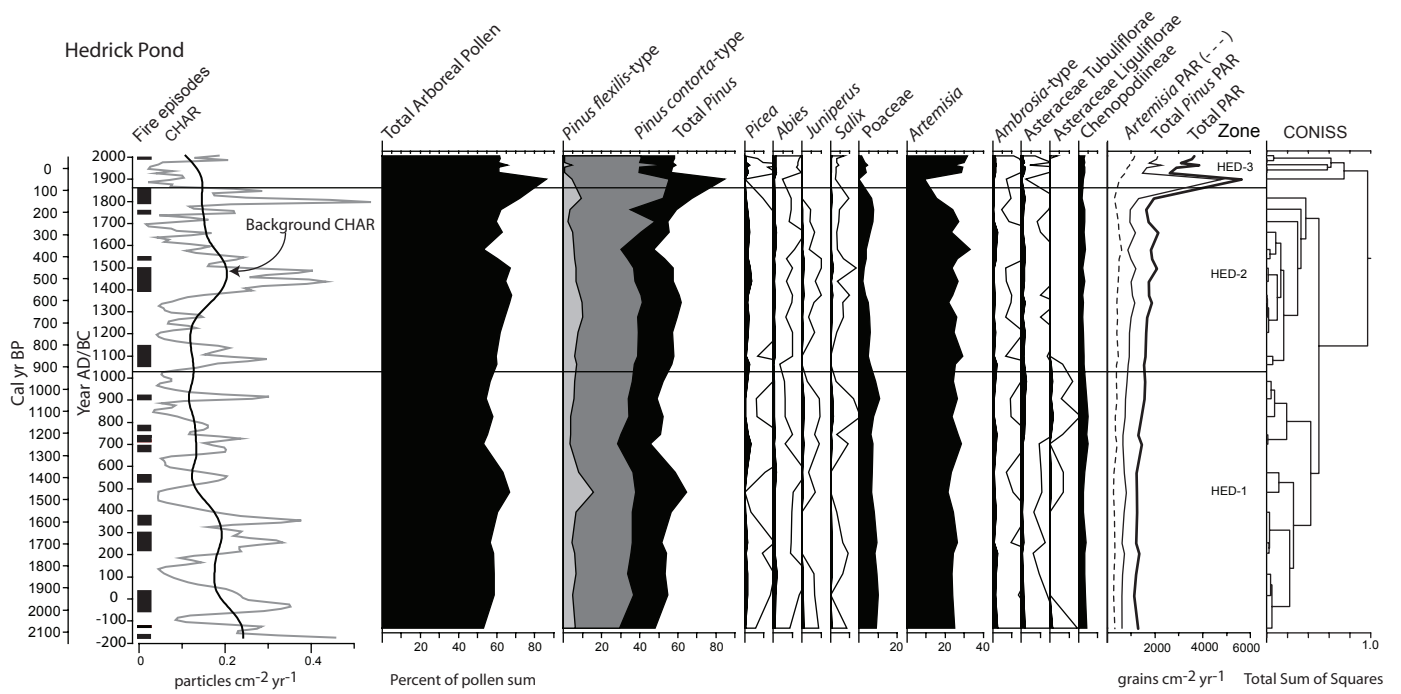 Hedrick Pond
Fire episodes
CHAR
Total Arboreal Pollen
Pinus flexilis-type
Pinus contorta-type
Total Pinus
Picea
Abies
Juniperus
Salix
Poaceae
Artemisia
Ambrosia-type
Asteraceae Tubuliflorae
Asteraceae Liguliflorae
Chenopodiineae
Artemisia PAR (- - -)
Total Pinus PAR
Total PAR
Zone
CONISS
Cal yr BP
0
100
200
300
400
500
600
700
800
900
1000
1100
1200
1300
1400
1500
1600
1700
1800
1900
2000
2100
Year AD/BC
2000
1900
1800
1700
1600
1500
1400
1300
1200
1100
1000
900
800
700
600
500
400
300
200
100
0
-100
-200
Background CHAR
HED-3
HED-2
HED-1
0 0.2 0.4
20 40 60 80
20 40 60 80
20
20 40
2000 4000 6000
1.0
particles cm-2 yr-1
Percent of pollen sum
grains cm-2 yr-1
Total Sum of Squares